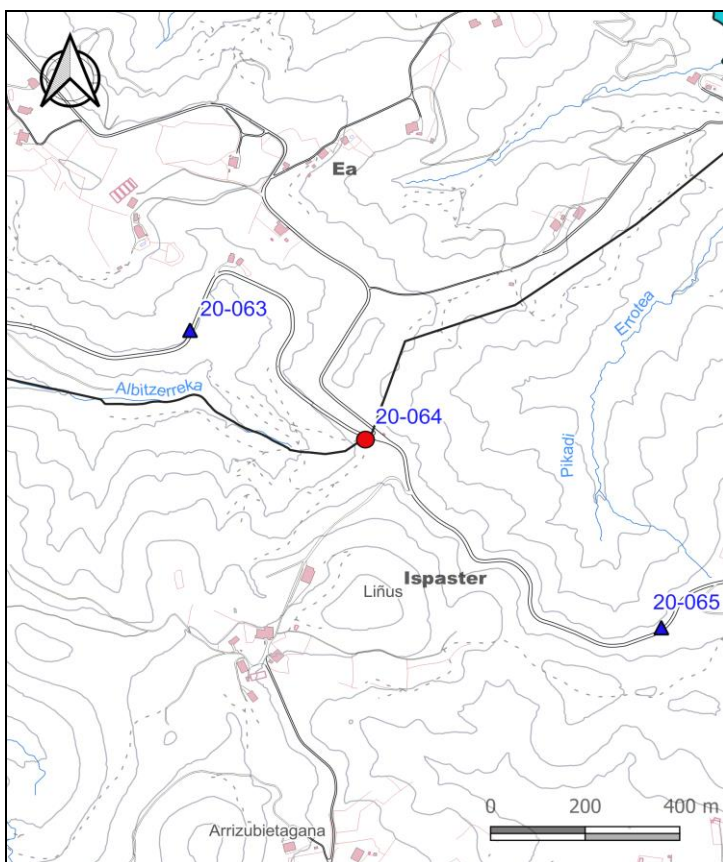 Ea
20-063
Errotea
Albitzerreka
20-064
Pikadi
Ispaster
Liñus
20-065
Arrizubietagana
0 200 400 m